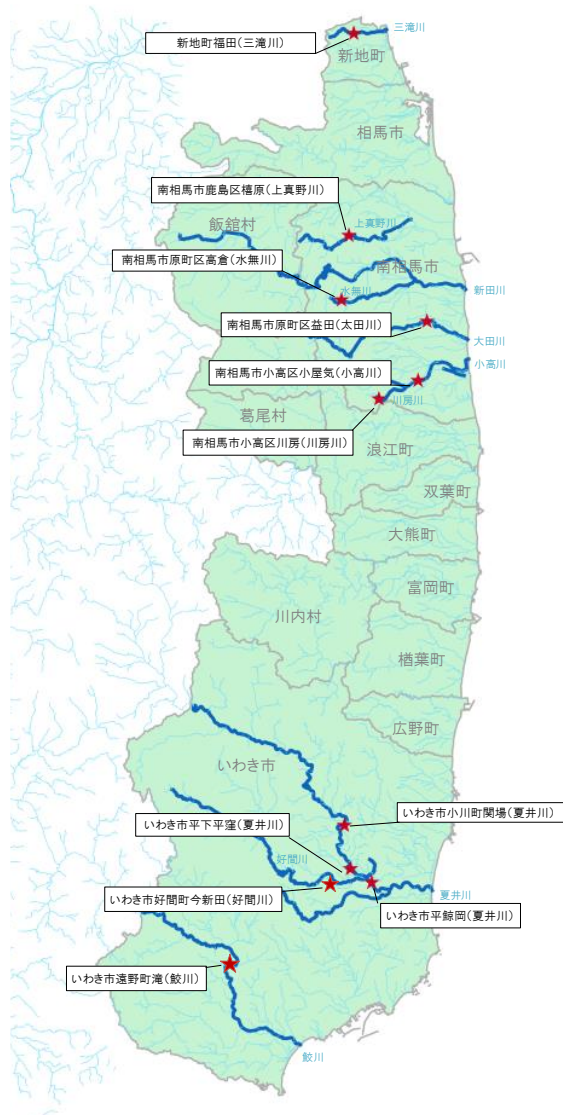 三滝川
新地町福田(三滝川)
新地町
相馬市
南相馬市鹿島区橲原(上真野川)
飯舘村
上真野川
南相馬市原町区高倉(水無川)
南相馬市
水無川
新田川
南相馬市原町区益田(太田川)
大田川
小高川
南相馬市小高区小屋気(小高川)
川房川
葛尾村
南相馬市小高区川房(川房川)
浪江町
双葉町
大熊町
富岡町
川内村
楢葉町
広野町
いわき市
いわき市小川町関場(夏井川)
いわき市平下平窪(夏井川)
好間川
夏井川
いわき市好間町今新田(好間川)
いわき市平鯨岡(夏井川)
いわき市遠野町滝(鮫川)
鮫川